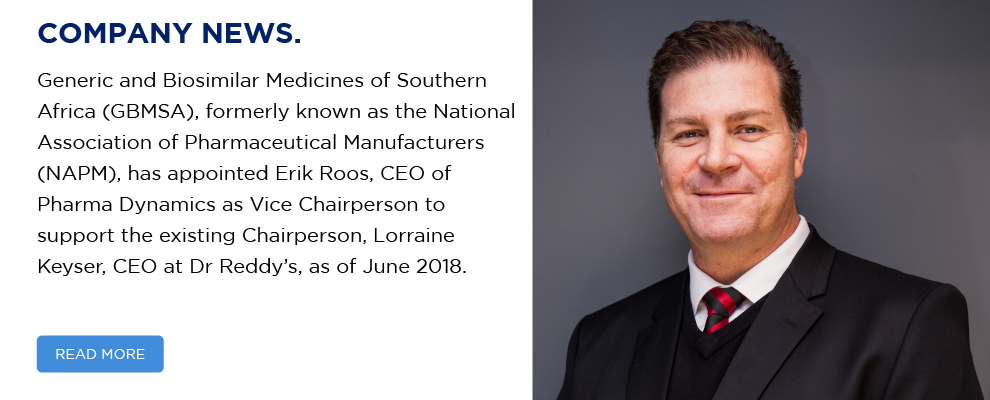 COMPANY NEWS.
Generic and Biosimilar Medicines of Southern
Africa (GBMSA), formerly known as the National
Association of Pharmaceutical Manufacturers
(NAPM), has appointed Erik Roos, CEO of
Pharma Dynamics as Vice Chairperson to
support the existing Chairperson, Lorraine
Keyser, CEO at Dr Reddy’s, as of June 2018.
READ MORE